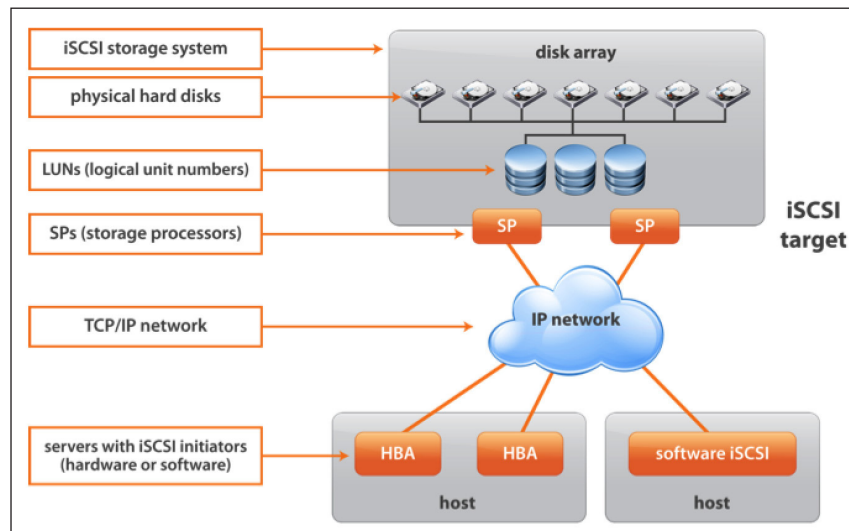 iSCSI storage system
disk array
physical hard disks
LUNs (logical unit numbers)
iSCSI
target
SPs (storage processors)
SP
SP
TCP/IP network
IP network
servers with iSCSI initiators
(hardware or software)
HBA
HBA
software iSCSI
host
host